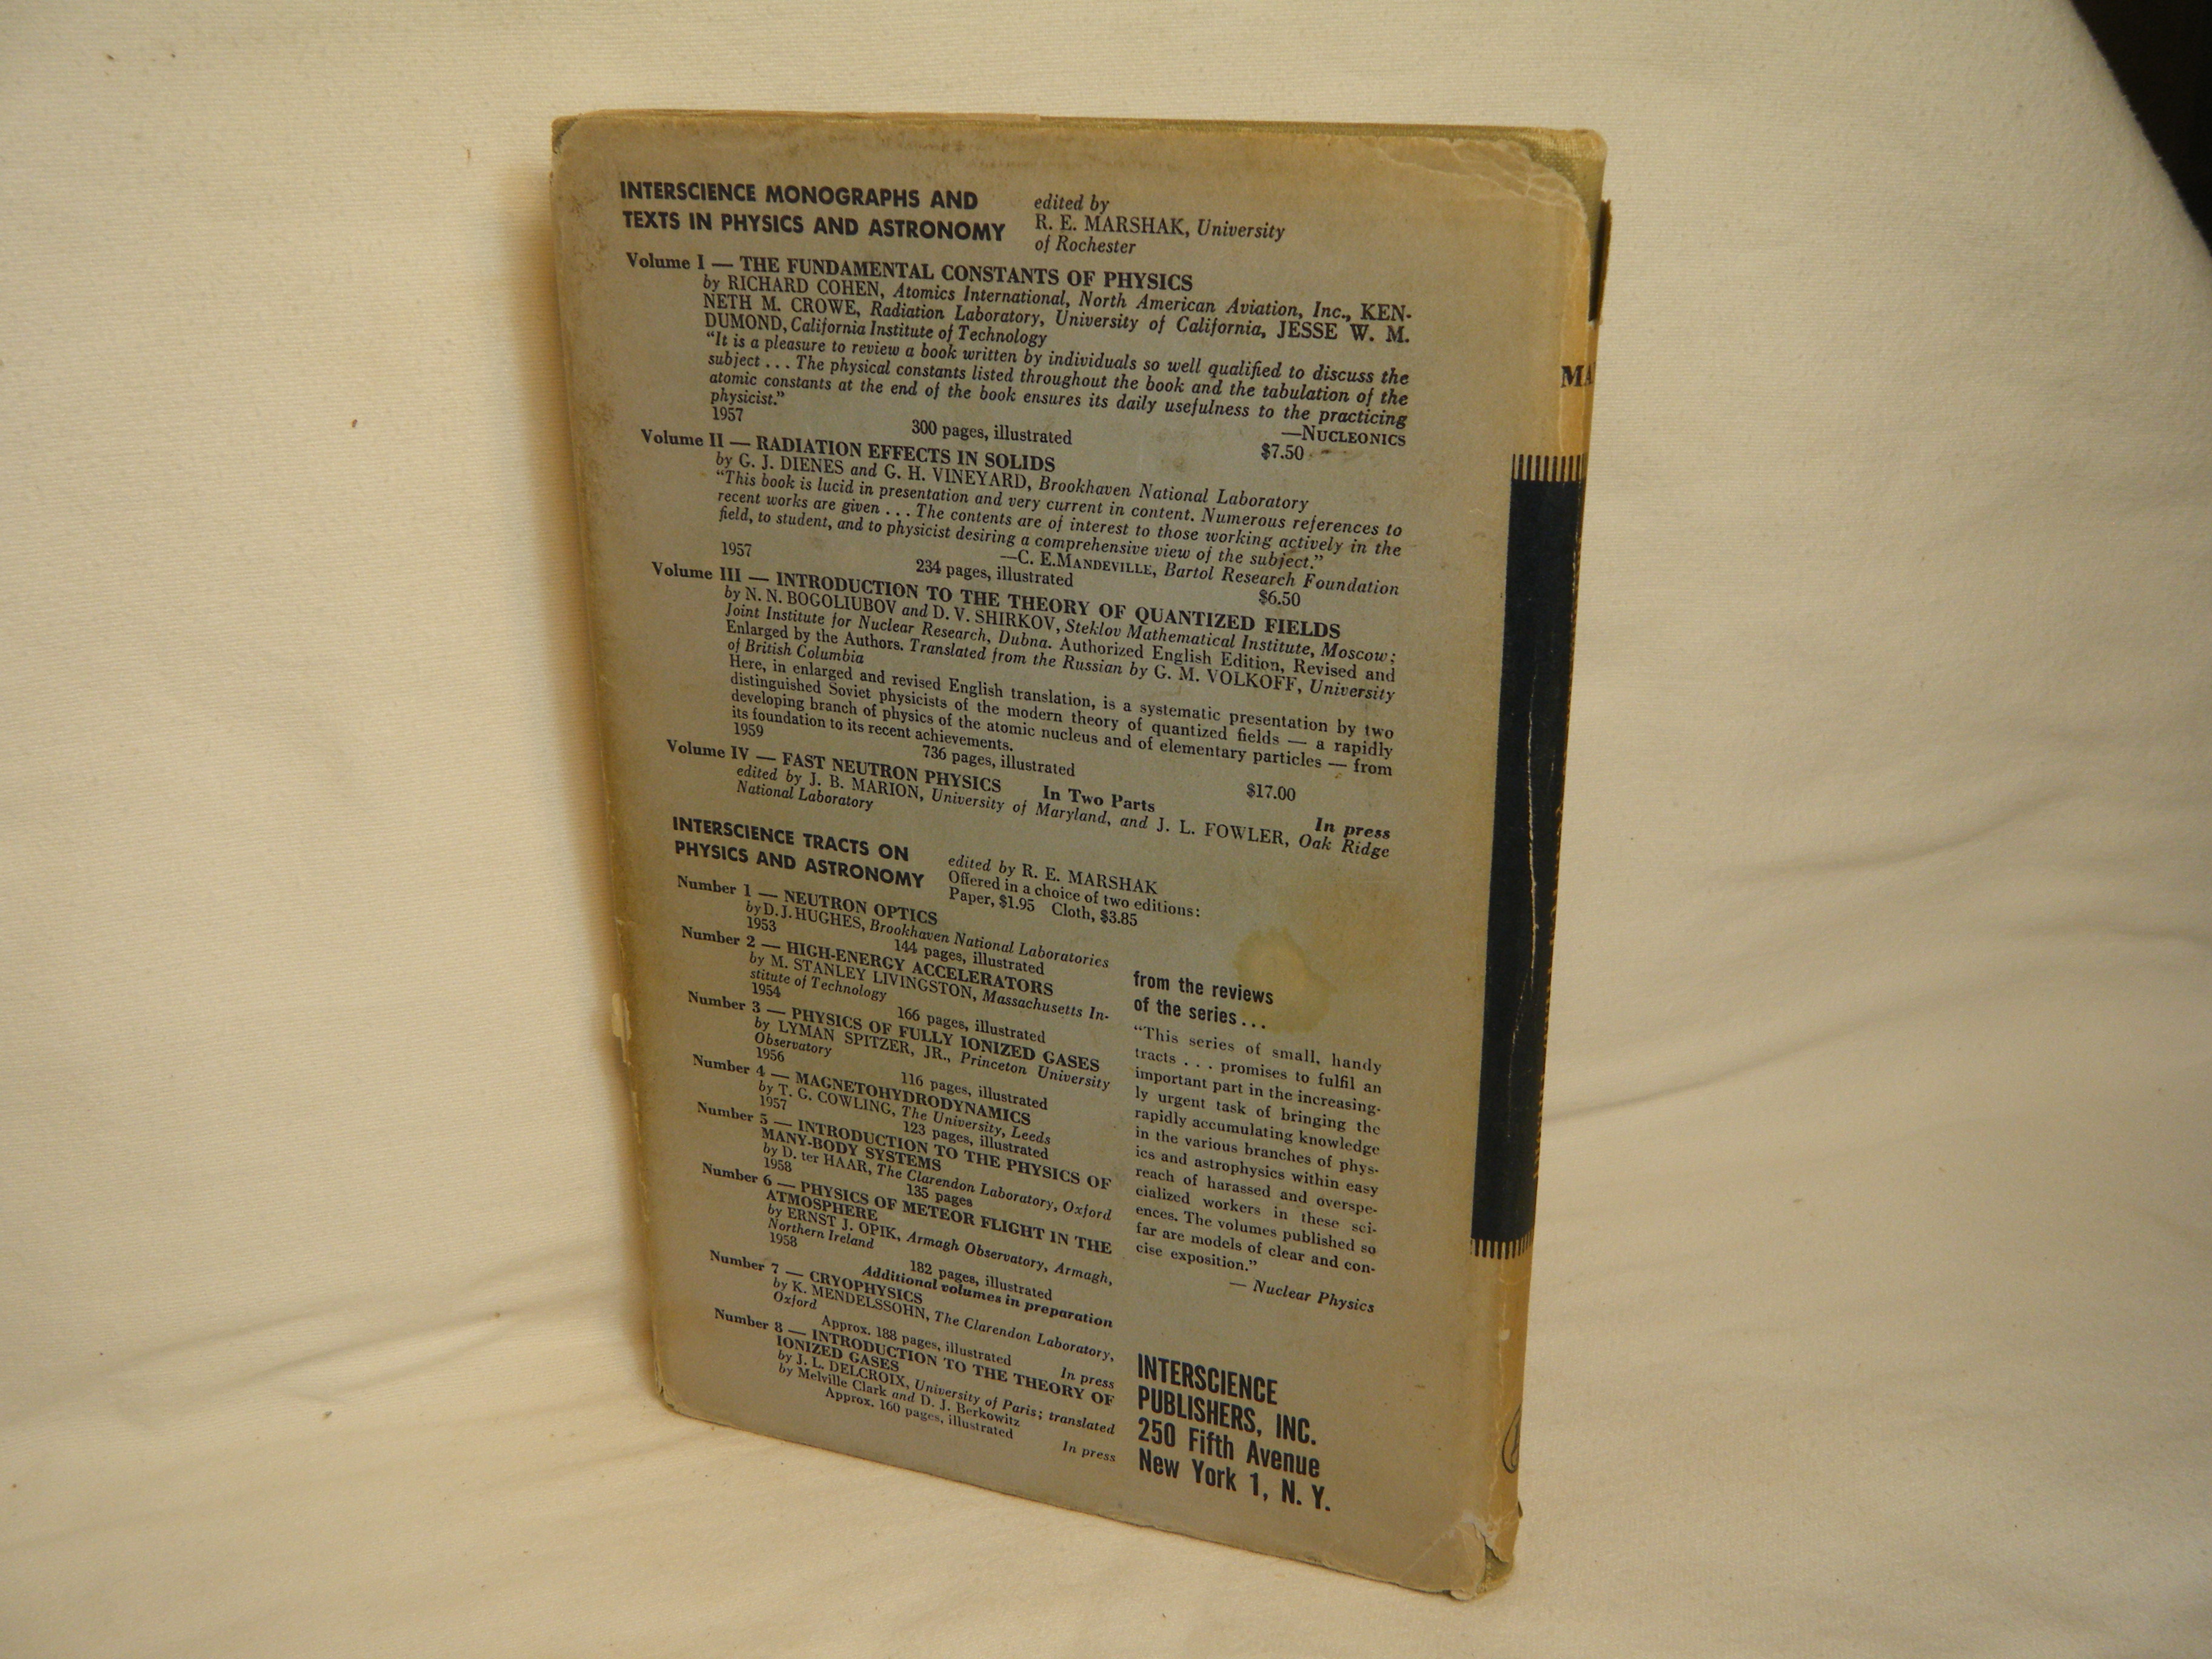 INTERSCIENCE MONOGRAPHS AND
TEXTS IN PHYSICS AND ASTRONOMY
edited by
R. E. MARSHAK, University
of Rochester
Volume I — THE FUNDAMENTAL CONSTANTS OF PHYSICS
by RICHARD COHEN, Atomics International, North American Aviation, Inc., KEN-
NETH M. CROWE, Radiation Laboratory, University of California, JESSE W. M.
DUMOND, California Institute of Technology
"It is a pleasure to review a book written by individuals so well qualified to discuss the
subject . . . The physical constants listed throughout the book and the tabulation of the
atomic constants at the end of the book ensures its daily usefulness to the practicing
physicist."
—NUCLEONICS
1957 300 pages, illustrated $7.50
Volume II — RADIATION EFFECTS IN SOLIDS
by G. J. DIENES and G. H. VINEYARD, Brookhaven National Laboratory
"This book is lucid in presentation and very current in content. Numerous references to
recent works are given . . . The contents are of interest to those working actively in the
field, to student, and to physicist desiring a comprehensive view of the subject."
—C. E.MANDEVILLE, Bartol Research Foundation
1957 234 pages, illustrated $6.50
Volume III — INTRODUCTION TO THE THEORY OF QUANTIZED FIELDS
by N. N. BOGOLIUBOV and D. V. SHIRKOV, Steklov Mathematical Institute, Moscow;
Joint Institute for Nuclear Research, Dubna. Authorized English Edition, Revised and
Enlarged by the Authors. Translated from the Russian by G. M. VOLKOFF, University
of British Columbia
Here, in enlarged and revised English translation, is a systematic presentation by two
distinguished Soviet physicists of the modern theory of quantized fields — a rapidly
developing branch of physics of the atomic nucleus and of elementary particles — from
its foundation to its recent achievements.
1959 736 pages, illustrated $17.00
Volume IV — FAST NEUTRON PHYSICS In Two Parts In press
edited by J. B. MARION, University of Maryland, and J. L. FOWLER, Oak Ridge
National Laboratory
INTERSCIENCE TRACTS ON
PHYSICS AND ASTRONOMY
edited by R. E. MARSHAK
Offered in a choice of two editions:
Paper, $1.95 Cloth, $3.85
Number 1 — NEUTRON OPTICS
by D. J. HUGHES, Brookhaven National Laboratories
1953 144 pages, illustrated
Number 2 — HIGH-ENERGY ACCELERATORS
by M. STANLEY LIVINGSTON, Massachusetts In-
stitute of Technology
1954 166 pages, illustrated
Number 3 — PHYSICS OF FULLY IONIZED GASES
by LYMAN SPITZER, JR., Princeton University
Observatory
1956 116 pages, illustrated
Number 4 — MAGNETOHYDRODYNAMICS
by T. G. COWLING, The University, Leeds
1957 123 pages, illustrated
Number 5 — INTRODUCTION TO THE PHYSICS OF
MANY-BODY SYSTEMS
by D. ter HAAR, The Clarendon Laboratory, Oxford
1958 135 pages
Number 6 — PHYSICS OF METEOR FLIGHT IN THE
ATMOSPHERE
by ERNST J. OPIK, Armagh Observatory, Armagh,
Northern Ireland
1958 182 pages, illustrated
Additional volumes in preparation
Number 7 — CRYOPHYSICS
by K. MENDELSSOHN, The Clarendon Laboratory,
Oxford
Approx. 188 pages, illustrated In press
Number 8 — INTRODUCTION TO THE THEORY OF
IONIZED GASES
by J. L. DELCROIX, University of Paris; translated
by Melville Clark and D. J. Berkowitz
Approx. 160 pages, illustrated
In press
from the reviews
of the series . . .
"This series of small, handy
tracts . . . promises to fulfil an
important part in the increasing-
ly urgent task of bringing the
rapidly accumulating knowledge
in the various branches of phys-
ics and astrophysics within easy
reach of harassed and overspe-
cialized workers in these sci-
ences. The volumes published so
far are models of clear and con-
cise exposition."
— Nuclear Physics
INTERSCIENCE
PUBLISHERS, INC.
250 Fifth Avenue
New York 1, N. Y.
MA